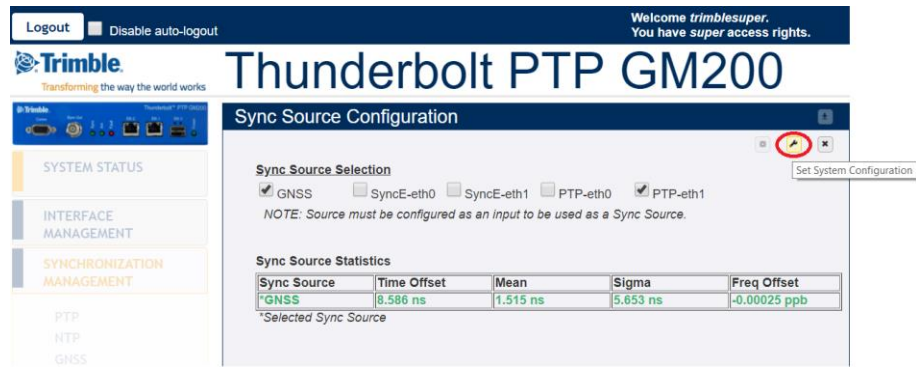 Logout Disable auto-logout
Welcome trimblesuper.
You have super access rights.
Trimble.
Transforming the way the world works
Thunderbolt PTP GM200
Sync Source Configuration
Set System Configuration
SYSTEM STATUS
INTERFACE
MANAGEMENT
SYNCHRONIZATION
MANAGEMENT
PTP
NTP
GNSS
Sync Source Selection
GNSS SyncE-eth0 SyncE-eth1 PTP-eth0 PTP-eth1
NOTE: Source must be configured as an input to be used as a Sync Source.
Sync Source Statistics
Sync Source Time Offset Mean Sigma Freq Offset
*GNSS 8.586 ns 1.515 ns 5.653 ns -0.00025 ppb
*Selected Sync Source